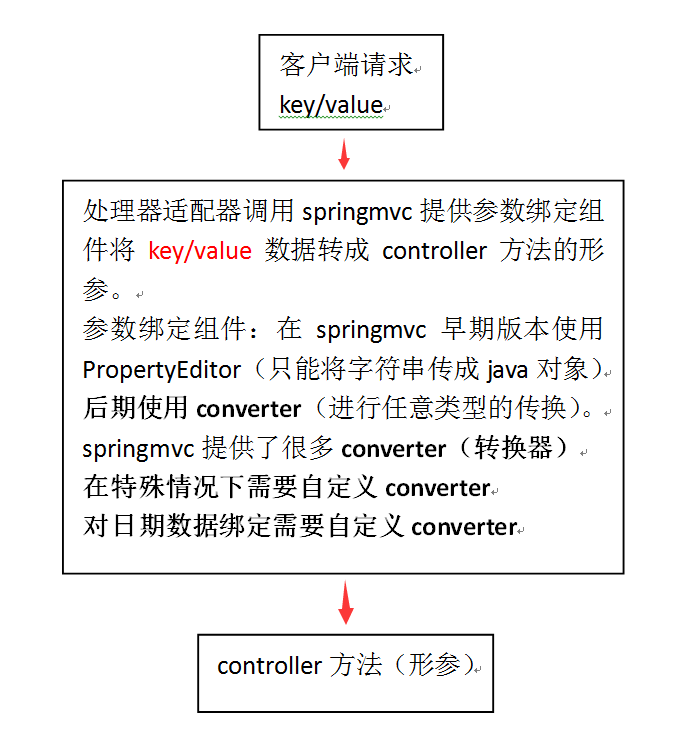 客户端请求
key/value
处理器适配器调用 springmvc 提供参数绑定组
件将 key/value 数据转成 controller 方法的形
参。
参数绑定组件：在 springmvc 早期版本使用
PropertyEditor（只能将字符串传成 java 对象）
后期使用 converter（进行任意类型的传换）。
springmvc 提供了很多 converter（转换器）
在特殊情况下需要自定义 converter
对日期数据绑定需要自定义 converter
controller 方法（形参）